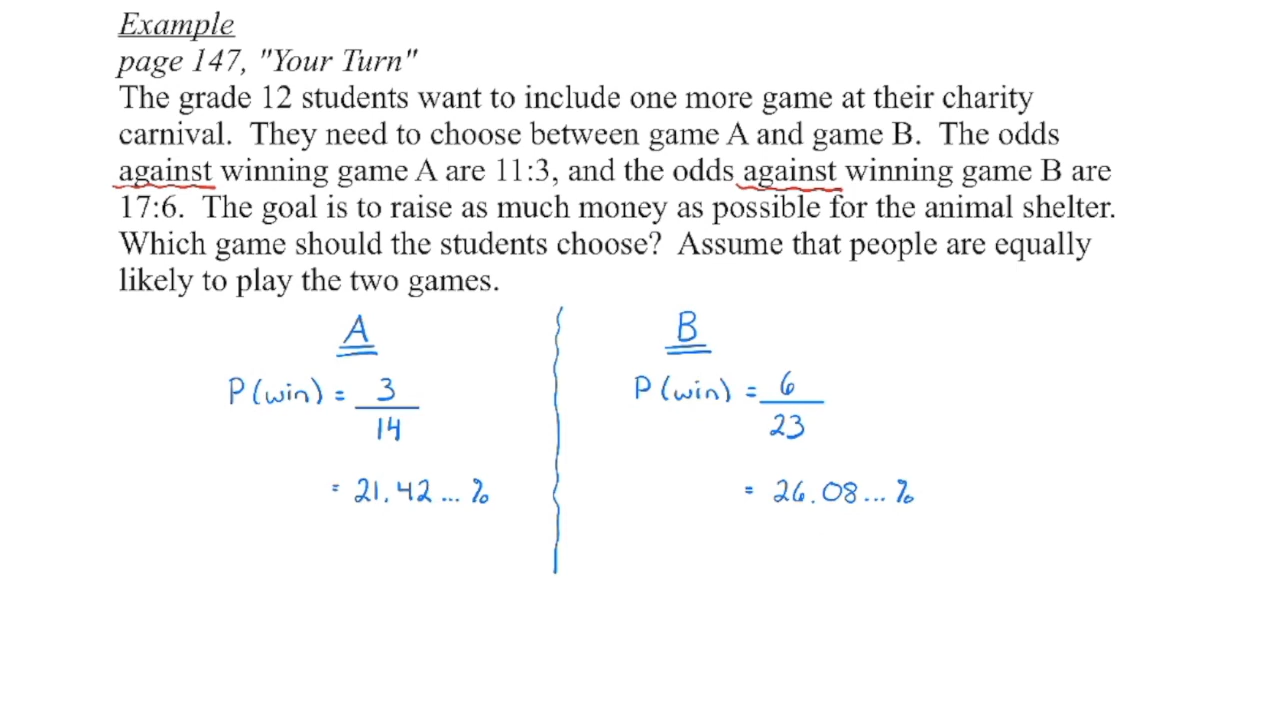 Example
page 147, "Your Turn"
The grade 12 students want to include one more game at their charity
carnival. They need to choose between game A and game B. The odds
against winning game A are 11:3, and the odds against winning game B are
17:6. The goal is to raise as much money as possible for the animal shelter.
Which game should the students choose? Assume that people are equally
likely to play the two games.
A
P(win) = 3/14
= 21.42...%
B
P(win) = 6/23
= 26.08...%